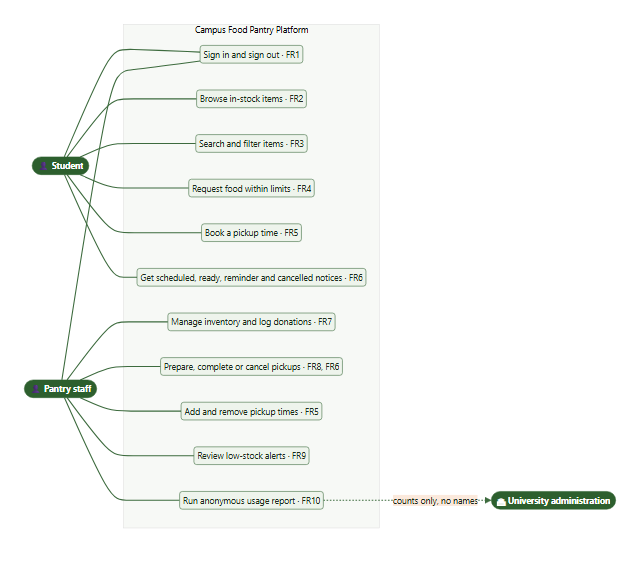 Campus Food Pantry Platform
Sign in and sign out · FR1
Browse in-stock items · FR2
Search and filter items · FR3
Student
Request food within limits · FR4
Book a pickup time · FR5
Get scheduled, ready, reminder and cancelled notices · FR6
Manage inventory and log donations · FR7
Prepare, complete or cancel pickups · FR8, FR6
Pantry staff
Add and remove pickup times · FR5
Review low-stock alerts · FR9
Run anonymous usage report · FR10
counts only, no names
University administration